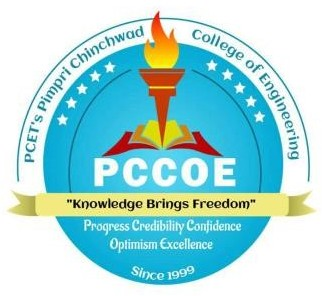 PCET's Pimpri Chinchwad College of Engineering
PCCOE
"Knowledge Brings Freedom"
Progress Credibility Confidence
Optimism Excellence
Since 1999